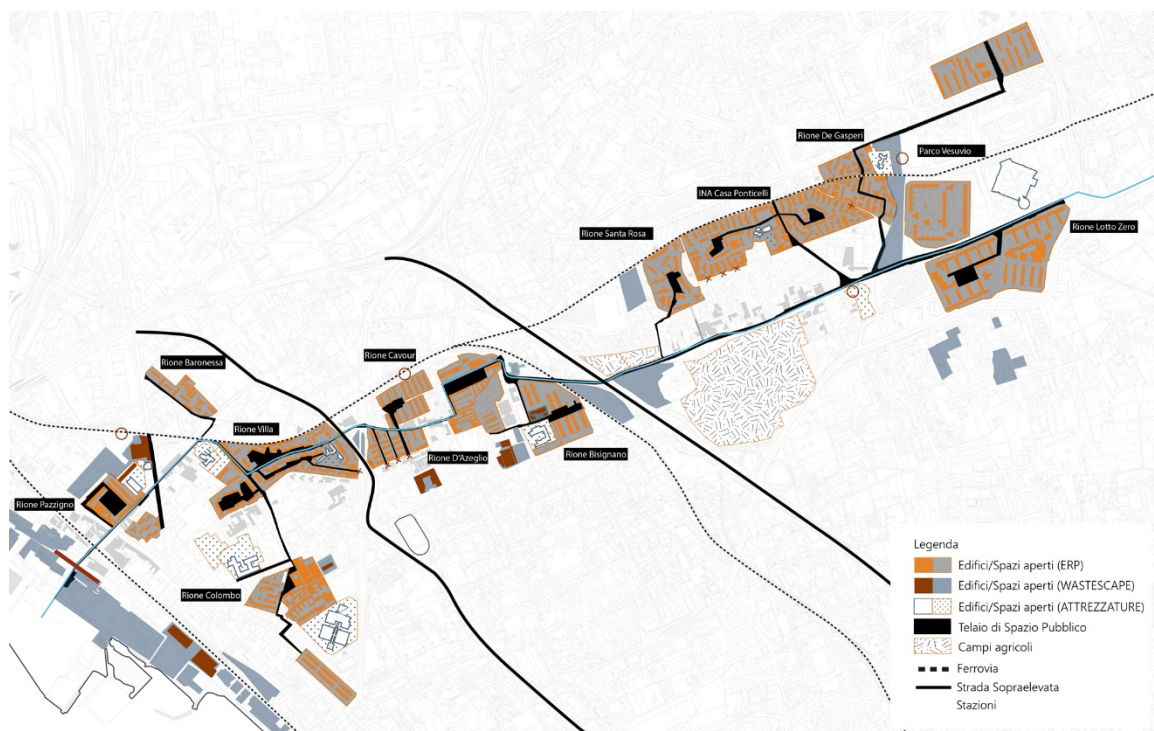 Rione De Gasperi
Parco Vesuvio
INA Casa Ponticelli
Rione Santa Rosa
Rione Lotto Zero
Rione Cavour
Rione Baronessa
Rione Villa
Rione D'Azeglio
Rione Bisignano
Rione Pazzigno
Rione Colombo
Legenda
Edifici/Spazi aperti (ERP)
Edifici/Spazi aperti (WASTESCAPE)
Edifici/Spazi aperti (ATTREZZATURE)
Telaio di Spazio Pubblico
Campi agricoli
Ferrovia
Strada Sopraelevata
Stazioni